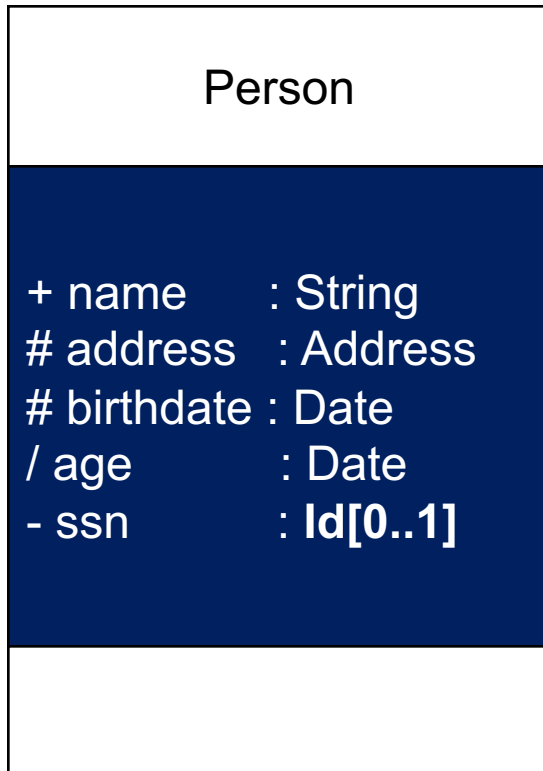 Person
+ name : String
# address : Address
# birthdate : Date
/ age : Date
- ssn : Id[0..1]